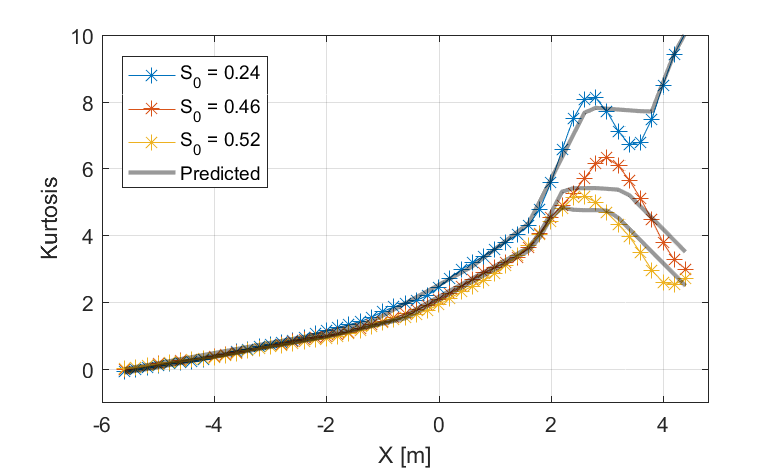 10
8
6
4
2
0
-6
-4
-2
0
2
4
X [m]
Kurtosis
S0 = 0.24
S0 = 0.46
S0 = 0.52
Predicted